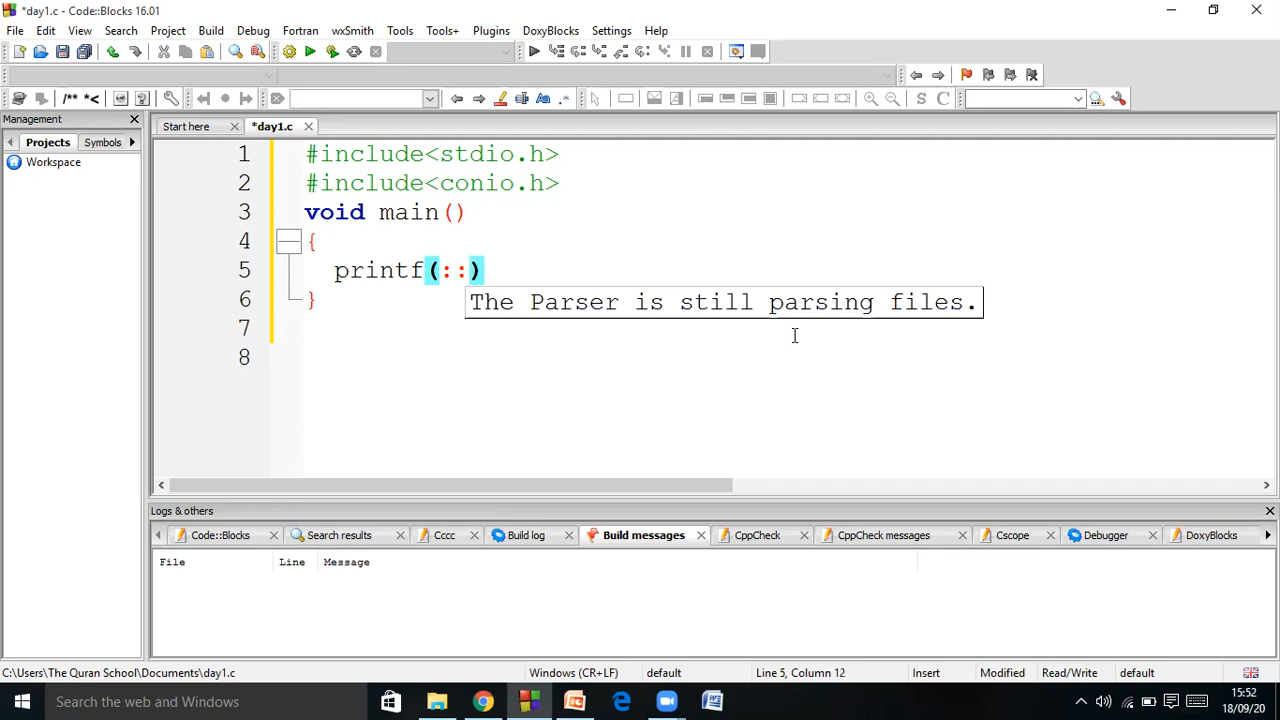 *day1.c - Code::Blocks 16.01
File Edit View Search Project Build Debug Fortran wxSmith Tools Tools+ Plugins DoxyBlocks Settings Help
/** *< .* S C
Management
Projects Symbols
Workspace
Start here *day1.c
1 #include<stdio.h>
2 #include<conio.h>
3 void main()
4 {
5 printf(::)
The Parser is still parsing files.
6 }
7
8
Logs & others
Code::Blocks Search results Cccc Build log Build messages CppCheck CppCheck messages Cscope Debugger DoxyBlocks
File Line Message
C:\Users\The Quran School\Documents\day1.c Windows (CR+LF) default Line 5, Column 12 Insert Modified Read/Write default
Search the web and Windows
15:52
18/09/20